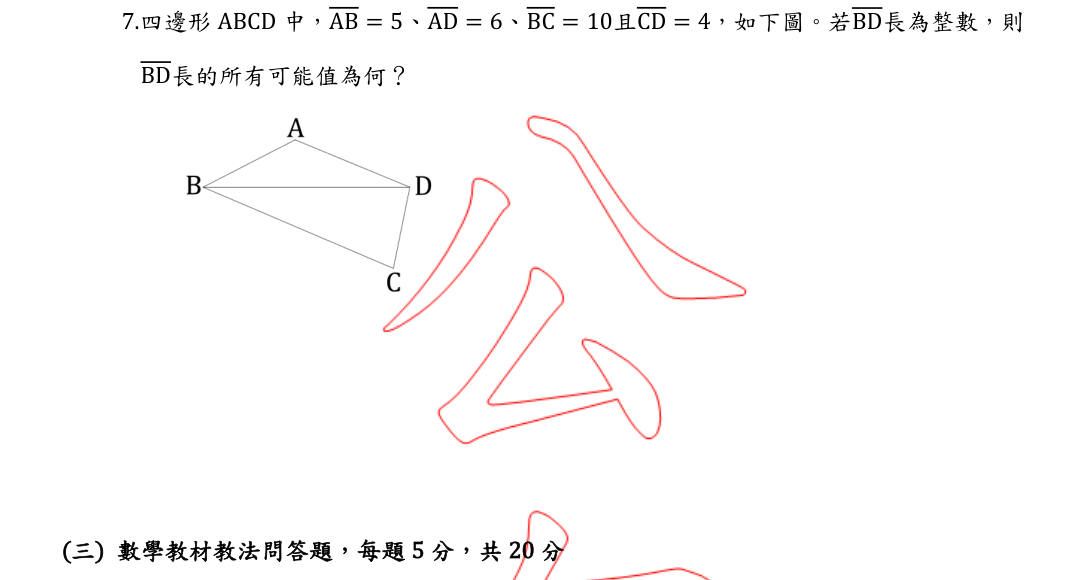 7.四邊形 ABCD 中，AB = 5、AD = 6、BC = 10且CD = 4，如下圖。若BD長為整數，則
BD長的所有可能值為何？
A
B
D
C
公
(三) 數學教材教法問答題，每題 5 分，共 20 分